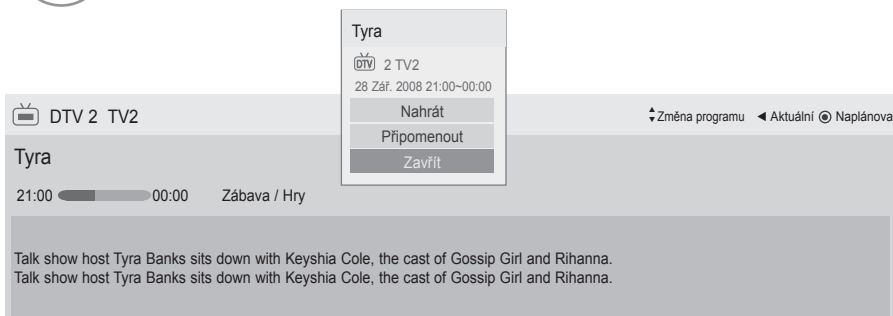 Tyra
DTV 2 TV2
28 Zář. 2008 21:00~00:00
Nahrát
Připomenout
Zavřít
DTV 2 TV2
Změna programu Aktuální Naplánova
Tyra
21:00 00:00 Zábava / Hry
Talk show host Tyra Banks sits down with Keyshia Cole, the cast of Gossip Girl and Rihanna.
Talk show host Tyra Banks sits down with Keyshia Cole, the cast of Gossip Girl and Rihanna.